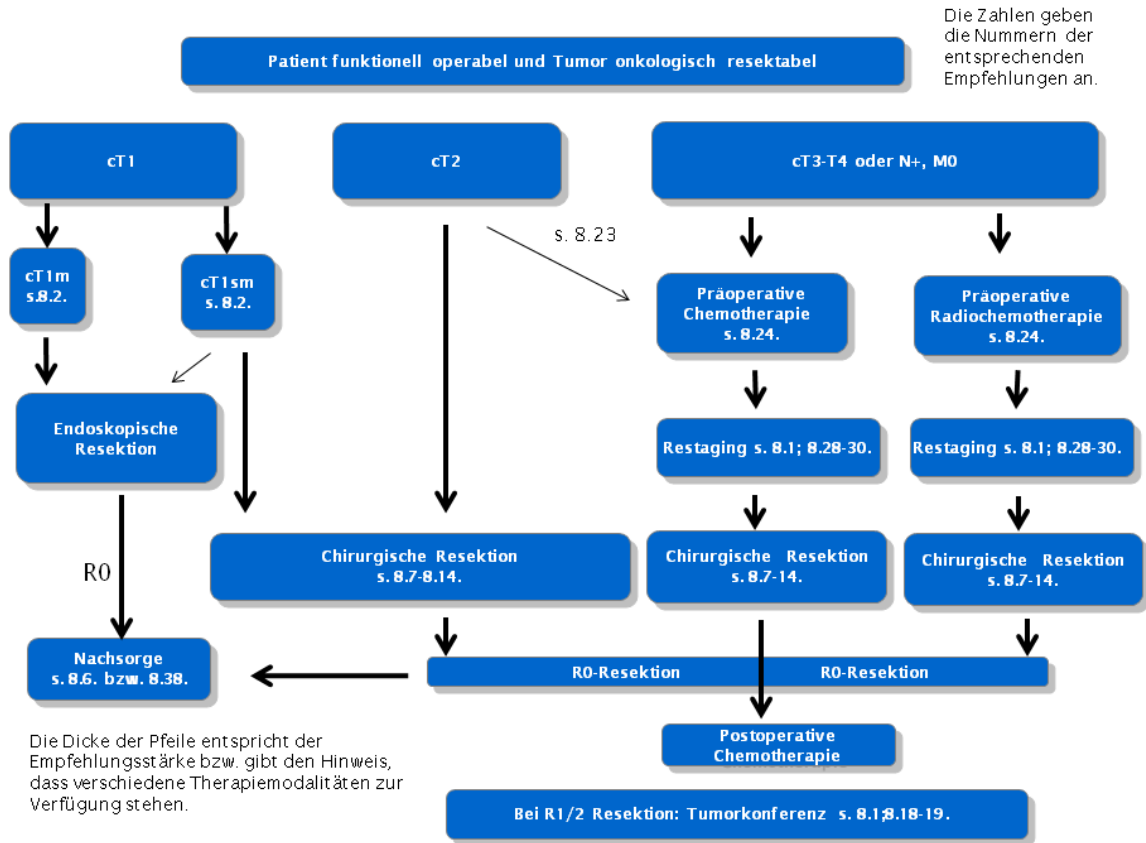 Die Zahlen geben
die Nummern der
entsprechenden
Empfehlungen an.
Patient funktionell operabel und Tumor onkologisch resektabel
cT1
cT2
cT3-T4 oder N+, M0
s. 8.23
cT1m
s.8.2.
cT1sm
s. 8.2.
Präoperative
Chemotherapie
s. 8.24.
Präoperative
Radiochemotherapie
s. 8.24.
Endoskopische
Resektion
Restaging s. 8.1; 8.28-30.
Restaging s. 8.1; 8.28-30.
Chirurgische Resektion
s. 8.7-8.14.
Chirurgische Resektion
s. 8.7-14.
Chirurgische Resektion
s. 8.7-14.
R0
Nachsorge
s. 8.6. bzw. 8.38.
R0-Resektion
R0-Resektion
Postoperative
Chemotherapie
Die Dicke der Pfeile entspricht der
Empfehlungsstärke bzw. gibt den Hinweis,
dass verschiedene Therapiemodalitäten zur
Verfügung stehen.
Bei R1/2 Resektion: Tumorkonferenz s. 8.1;8.18-19.